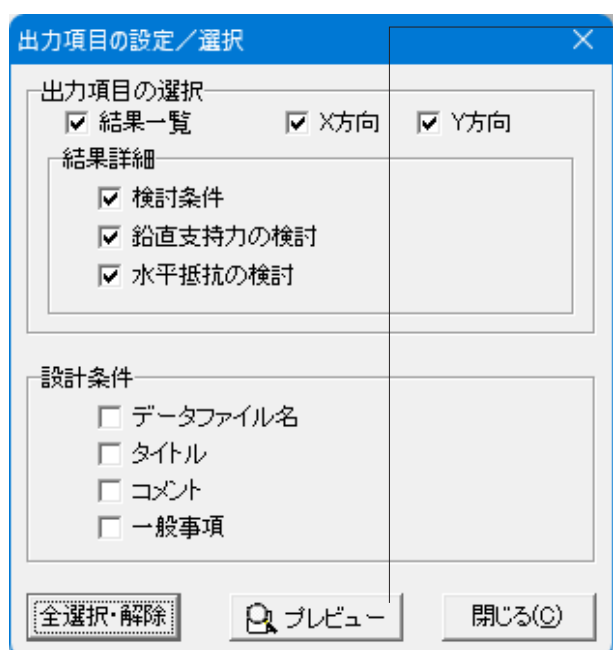 出力項目の設定／選択
出力項目の選択
結果一覧 X方向 Y方向
結果詳細
検討条件
鉛直支持力の検討
水平抵抗の検討
設計条件
データファイル名
タイトル
コメント
一般事項
全選択・解除 プレビュー 閉じる(C)